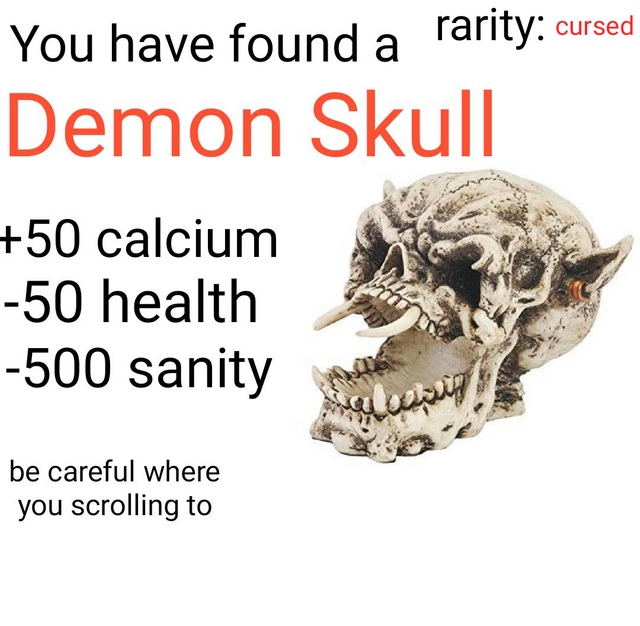 You have found a
rarity: cursed
Demon Skull
+50 calcium
-50 health
-500 sanity
be careful where
you scrolling to